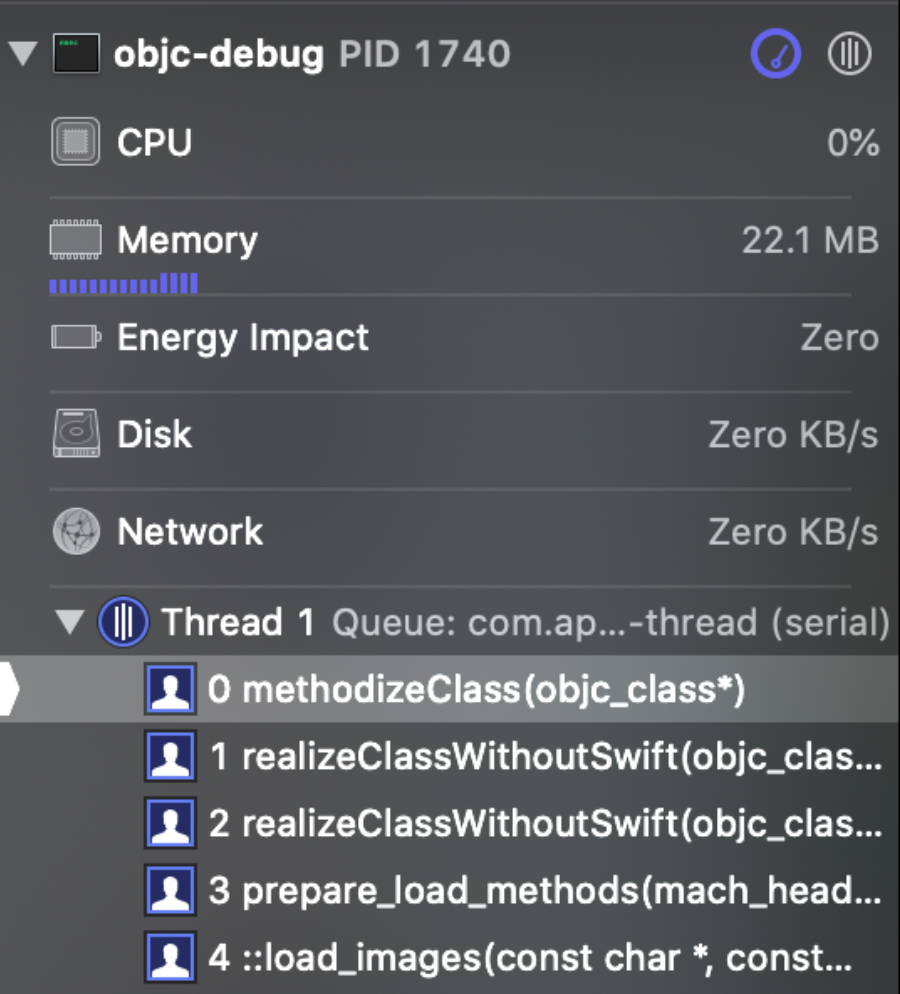 objc-debug PID 1740
CPU 0%
Memory 22.1 MB
Energy Impact Zero
Disk Zero KB/s
Network Zero KB/s
Thread 1 Queue: com.ap...-thread (serial)
0 methodizeClass(objc_class*)
1 realizeClassWithoutSwift(objc_clas...
2 realizeClassWithoutSwift(objc_clas...
3 prepare_load_methods(mach_head...
4 ::load_images(const char *, const...